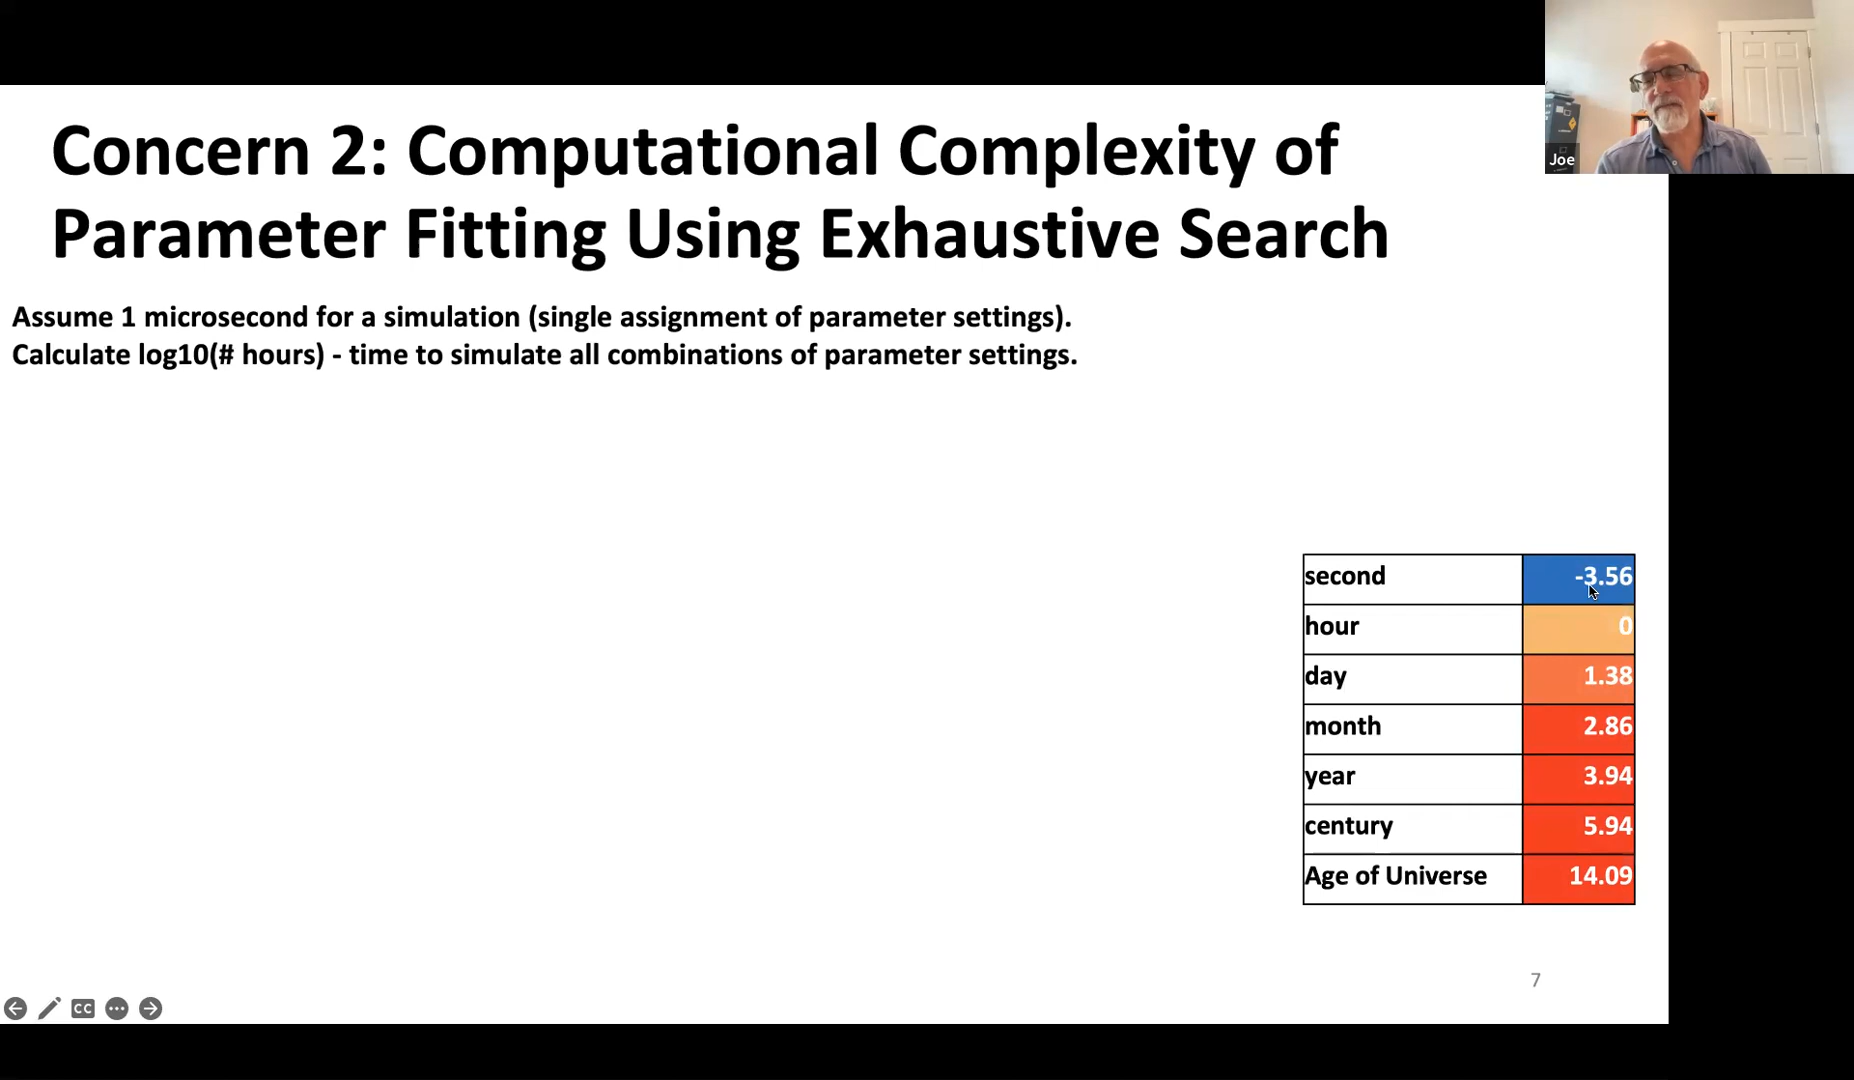 Joe
Concern 2: Computational Complexity of
Parameter Fitting Using Exhaustive Search
Assume 1 microsecond for a simulation (single assignment of parameter settings).
Calculate log10(# hours) - time to simulate all combinations of parameter settings.
second -3.56
hour 0
day 1.38
month 2.86
year 3.94
century 5.94
Age of Universe 14.09
7
CC